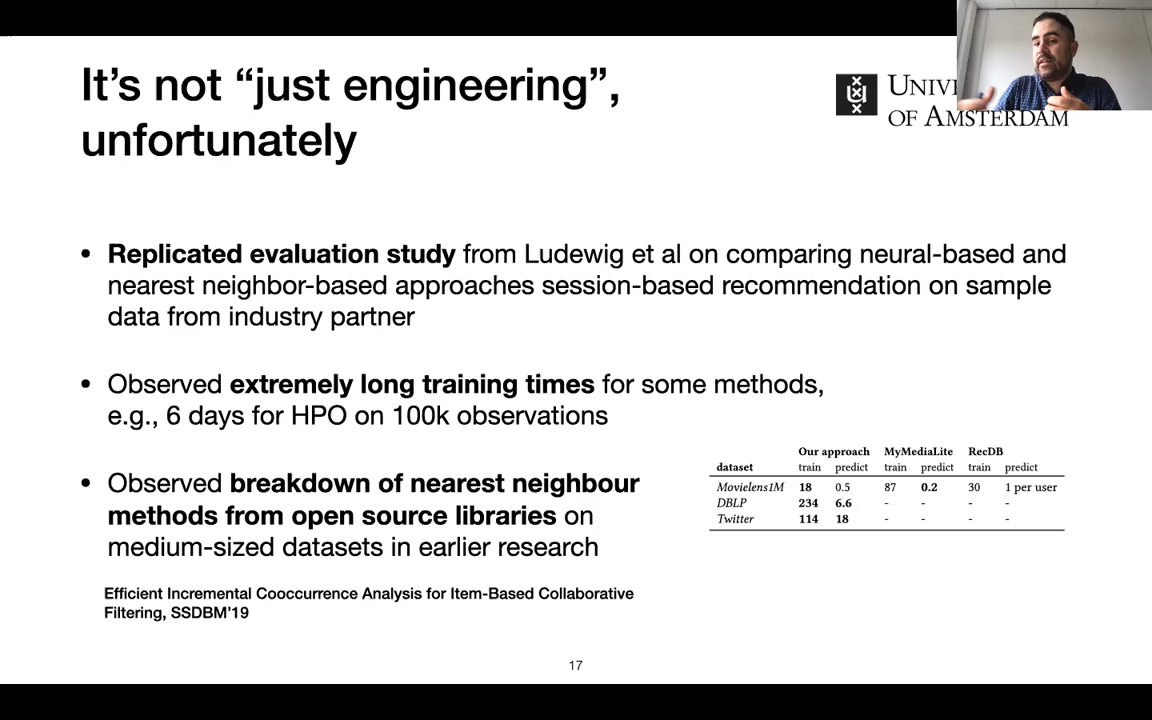 It's not "just engineering",
unfortunately
OF AMSTERDAM
• Replicated evaluation study from Ludewig et al on comparing neural-based and
nearest neighbor-based approaches session-based recommendation on sample
data from industry partner
• Observed extremely long training times for some methods,
e.g., 6 days for HPO on 100k observations
• Observed breakdown of nearest neighbour
methods from open source libraries on
medium-sized datasets in earlier research
Our approach MyMediaLite RecDB
dataset train predict train predict train predict
Movielens1M 18 0.5 87 0.2 30 1 per user
DBLP 234 6.6 - - - -
Twitter 114 18 - - - -
Efficient Incremental Cooccurrence Analysis for Item-Based Collaborative
Filtering, SSDBM'19
17